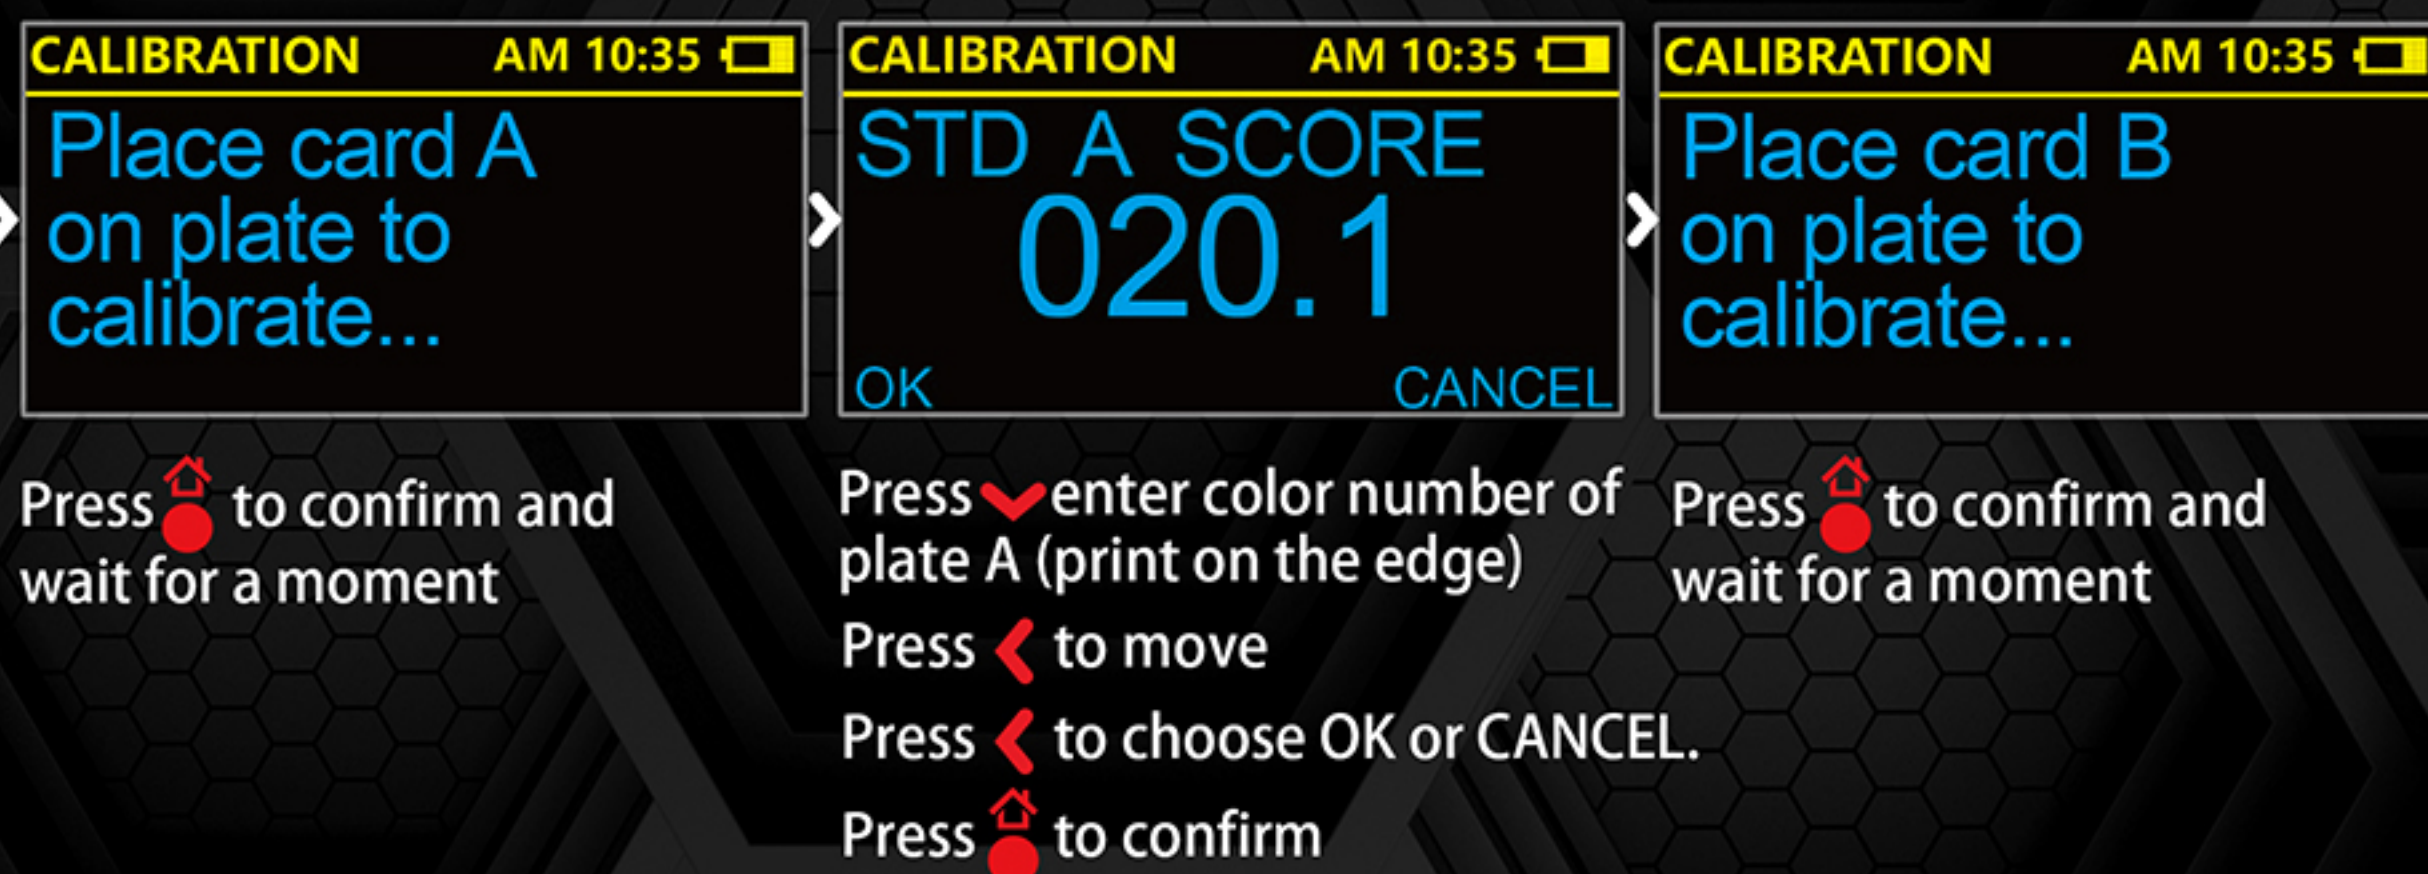 CALIBRATION AM 10:35
Place card A
on plate to
calibrate...
Press to confirm and
wait for a moment
CALIBRATION AM 10:35
STD A SCORE
020.1
OK CANCEL
Press enter color number of
plate A (print on the edge)
Press to move
Press to choose OK or CANCEL.
Press to confirm
CALIBRATION AM 10:35
Place card B
on plate to
calibrate...
Press to confirm and
wait for a moment